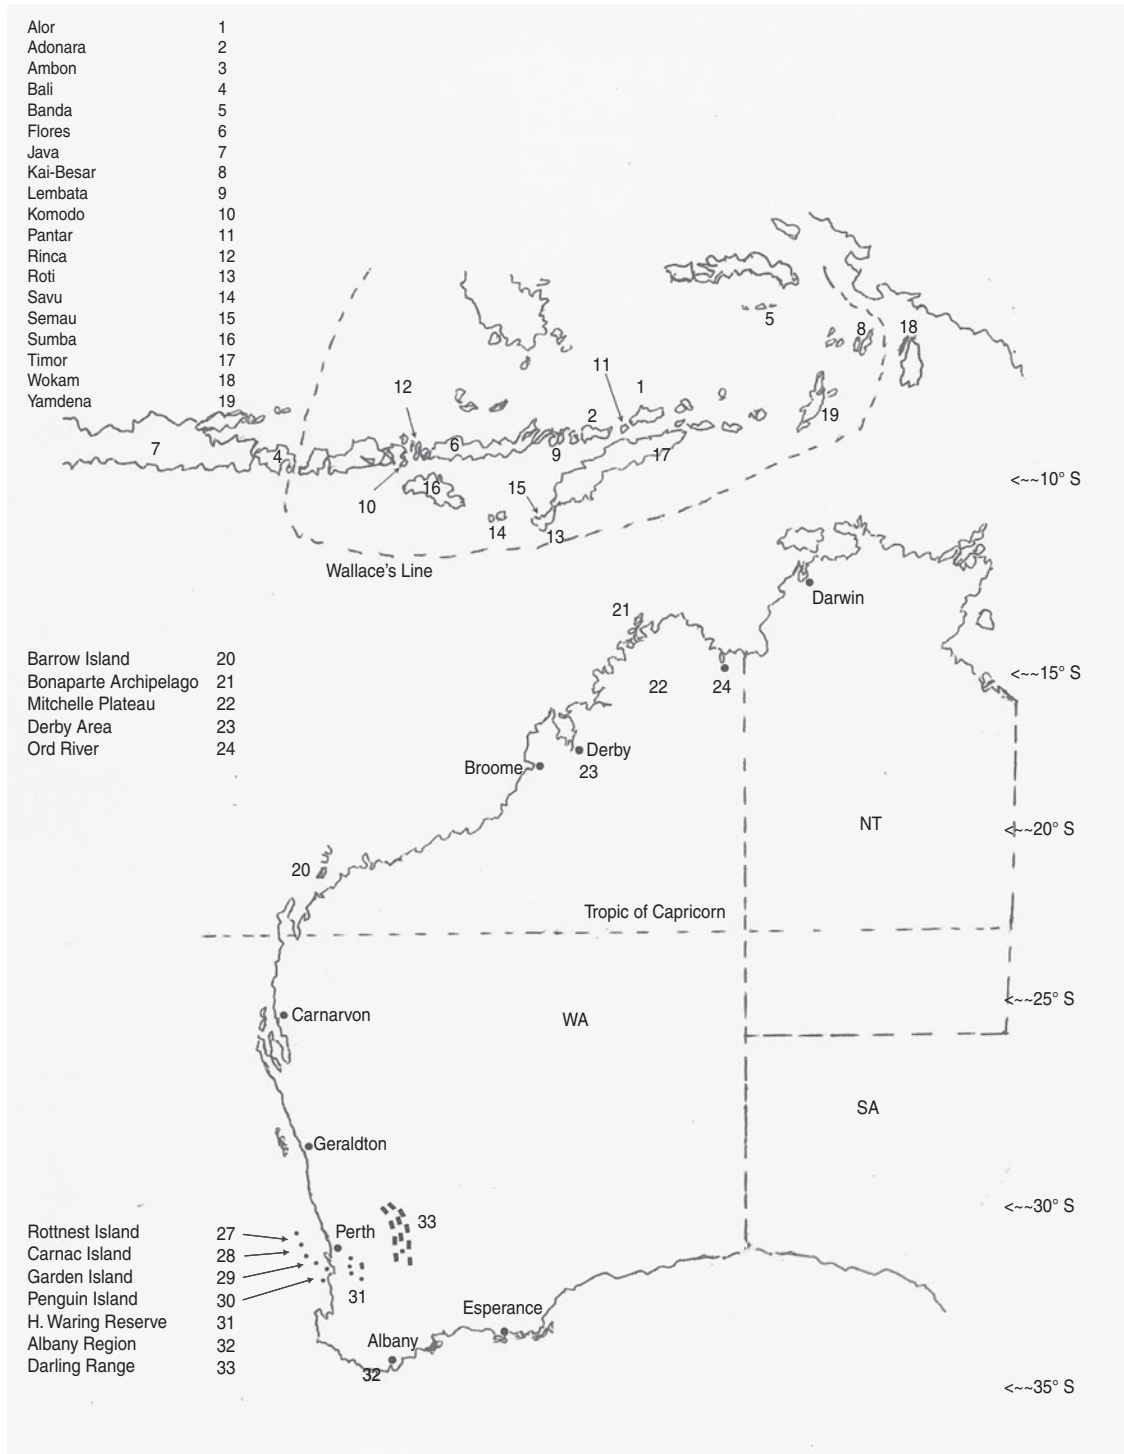 Alor 1
Adonara 2
Ambon 3
Bali 4
Banda 5
Flores 6
Java 7
Kai-Besar 8
Lembata 9
Komodo 10
Pantar 11
Rinca 12
Roti 13
Savu 14
Semau 15
Sumba 16
Timor 17
Wokam 18
Yamdena 19
5
8
18
11
12
1
2
19
7
4
6
9
17
10
16
15
14
13
<~~10° S
Wallace's Line
Darwin
21
Barrow Island 20
Bonaparte Archipelago 21
Mitchelle Plateau 22
Derby Area 23
Ord River 24
22
24
<~~15° S
Derby
Broome
23
NT
<~~20° S
20
Tropic of Capricorn
<~~25° S
Carnarvon
WA
SA
Geraldton
<~~30° S
Rottnest Island 27
Carnac Island 28
Garden Island 29
Penguin Island 30
H. Waring Reserve 31
Albany Region 32
Darling Range 33
Perth
33
31
Esperance
Albany
32
<~~35° S